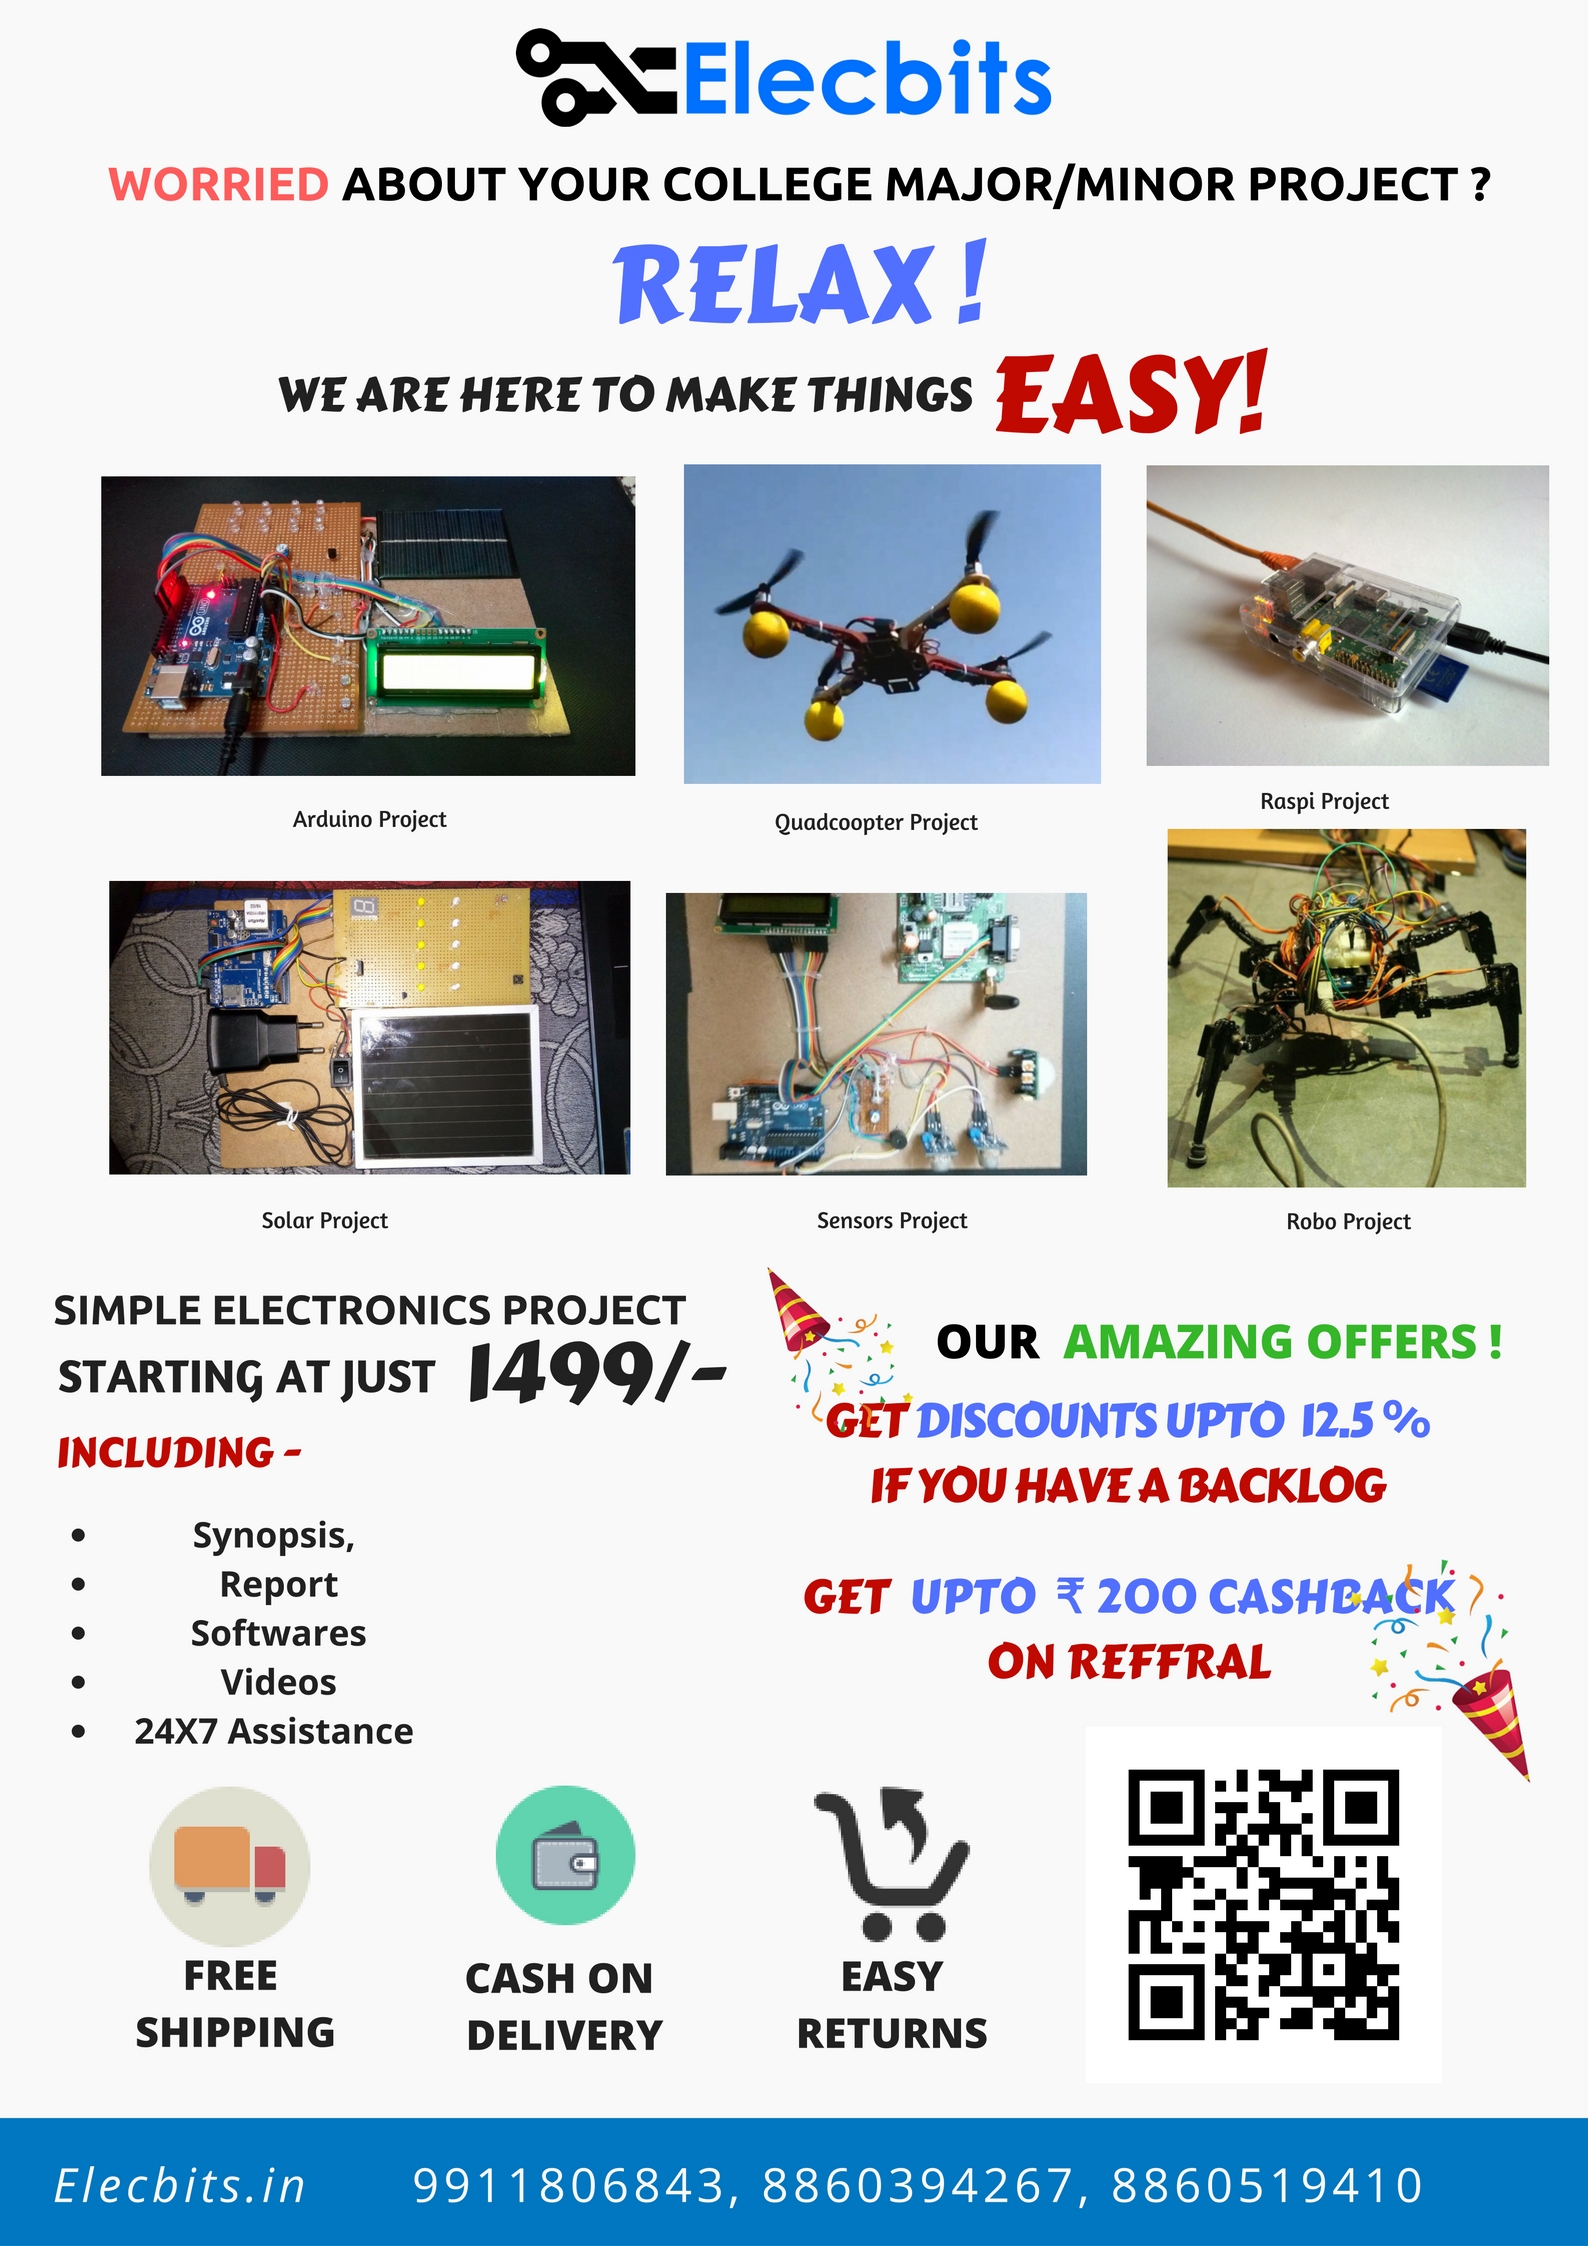 Elecbits
WORRIED ABOUT YOUR COLLEGE MAJOR/MINOR PROJECT ?
RELAX !
WE ARE HERE TO MAKE THINGS EASY!
Arduino Project
Quadcoopter Project
Raspi Project
Solar Project
Sensors Project
Robo Project
SIMPLE ELECTRONICS PROJECT
STARTING AT JUST 1499/-
INCLUDING -
• Synopsis,
• Report
• Softwares
• Videos
• 24X7 Assistance
OUR AMAZING OFFERS !
GET DISCOUNTS UPTO 12.5 %
IF YOU HAVE A BACKLOG
GET UPTO ₹ 200 CASHBACK
ON REFFRAL
FREE
SHIPPING
CASH ON
DELIVERY
EASY
RETURNS
Elecbits.in 9911806843, 8860394267, 8860519410